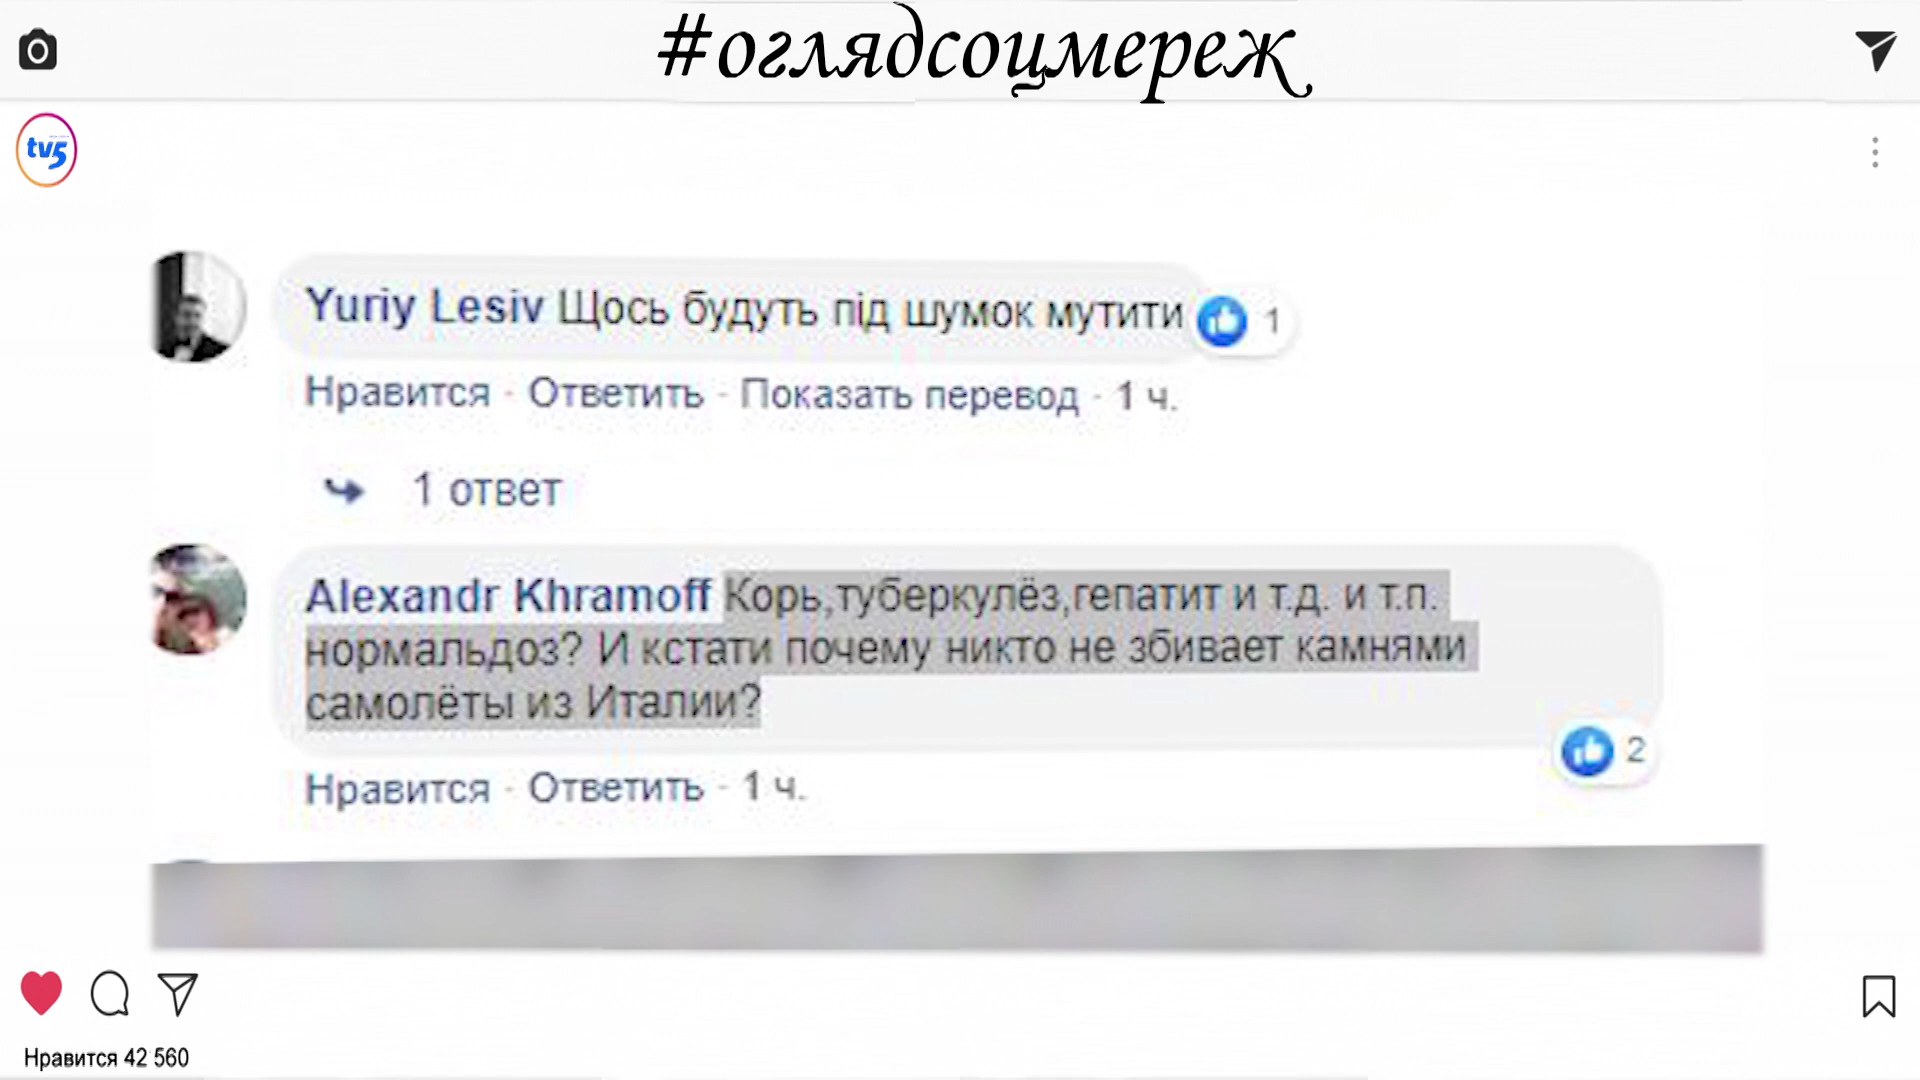 #оглядсоцмереж
tv5
Yuriy Lesiv Щось будуть під шумок мутити 1
Нравится · Ответить · Показать перевод · 1 ч.
1 ответ
Alexandr Khramoff Корь,туберкулёз,гепатит и т.д. и т.п.
нормальдоз? И кстати почему никто не збивает камнями
самолёты из Италии?
2
Нравится · Ответить · 1 ч.
Нравится 42 560